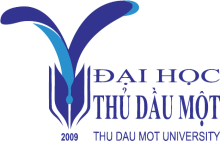 ĐẠI HỌC
THỦ DẦU MỘT
2009
THU DAU MOT UNIVERSITY